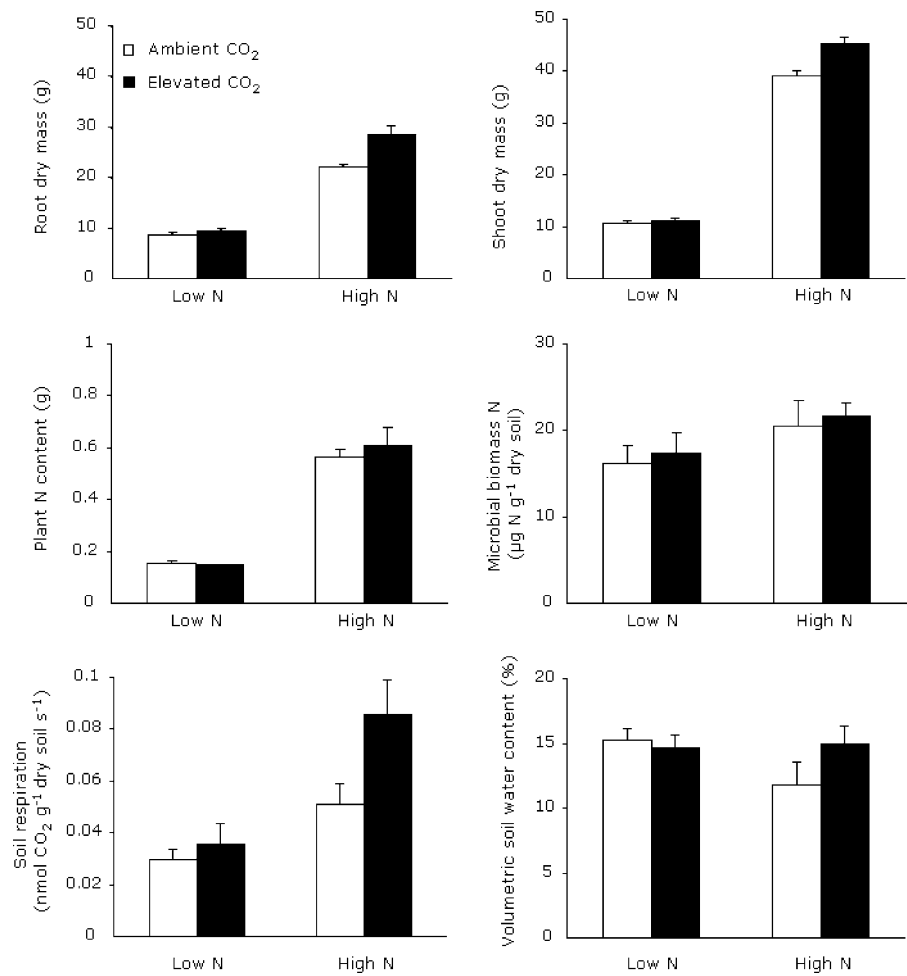 Root dry mass (g)
50
40
30
20
10
0
Ambient CO₂
Elevated CO₂
Low N
High N
Shoot dry mass (g)
50
40
30
20
10
0
Low N
High N
Plant N content (g)
1
0.8
0.6
0.4
0.2
0
Low N
High N
Microbial biomass N
(µg N g⁻¹ dry soil)
30
20
10
0
Low N
High N
Soil respiration
(nmol CO₂ g⁻¹ dry soil s⁻¹)
0.1
0.08
0.06
0.04
0.02
0
Low N
High N
Volumetric soil water content (%)
20
15
10
5
0
Low N
High N